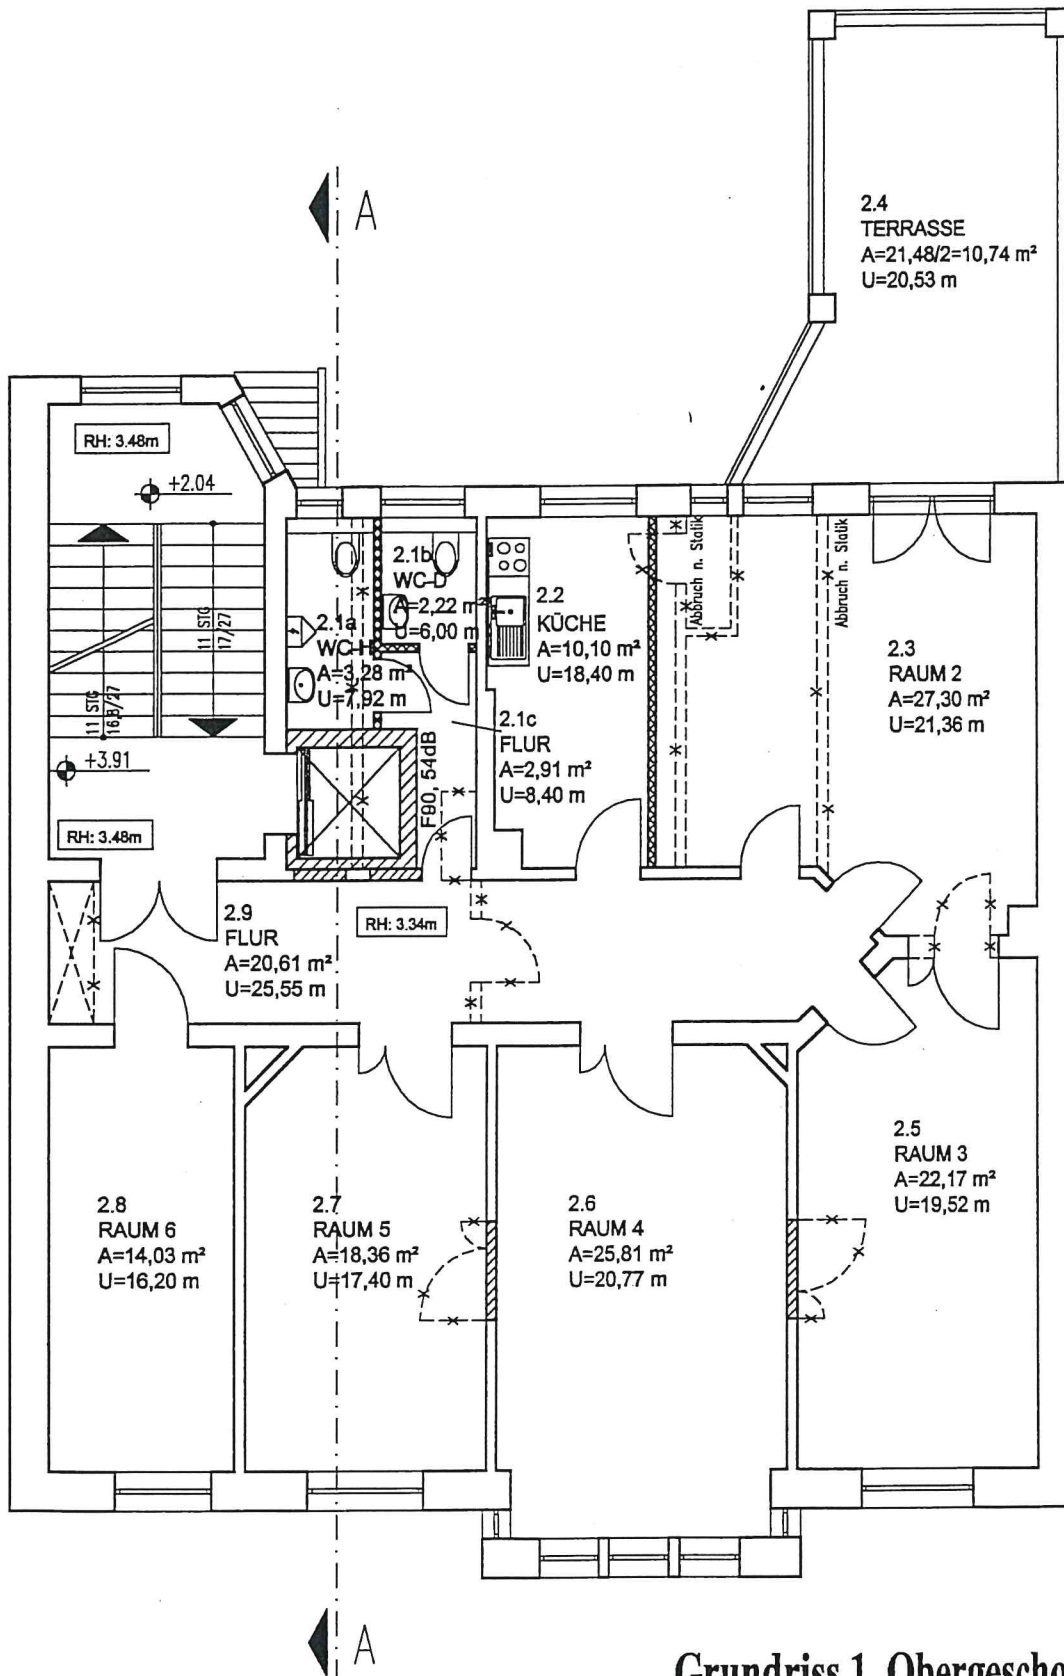 A
2.4
TERRASSE
A=21,48/2=10,74 m²
U=20,53 m
RH: 3.48m
+2.04
11 STG
17/27
11 STG
16,8/27
+3.91
RH: 3.48m
2.1b
WC-D
A=2,22 m²
U=6,00 m
2.1a
WC-H
A=3,28 m²
U=7,92 m
2.2
KÜCHE
A=10,10 m²
U=18,40 m
Abbruch n. Statik
Abbruch n. Statik
2.3
RAUM 2
A=27,30 m²
U=21,36 m
2.1c
FLUR
A=2,91 m²
U=8,40 m
F90, 54dB
2.9
FLUR
A=20,61 m²
U=25,55 m
RH: 3.34m
2.5
RAUM 3
A=22,17 m²
U=19,52 m
2.8
RAUM 6
A=14,03 m²
U=16,20 m
2.7
RAUM 5
A=18,36 m²
U=17,40 m
2.6
RAUM 4
A=25,81 m²
U=20,77 m
A
Grundriss 1. Obergescho